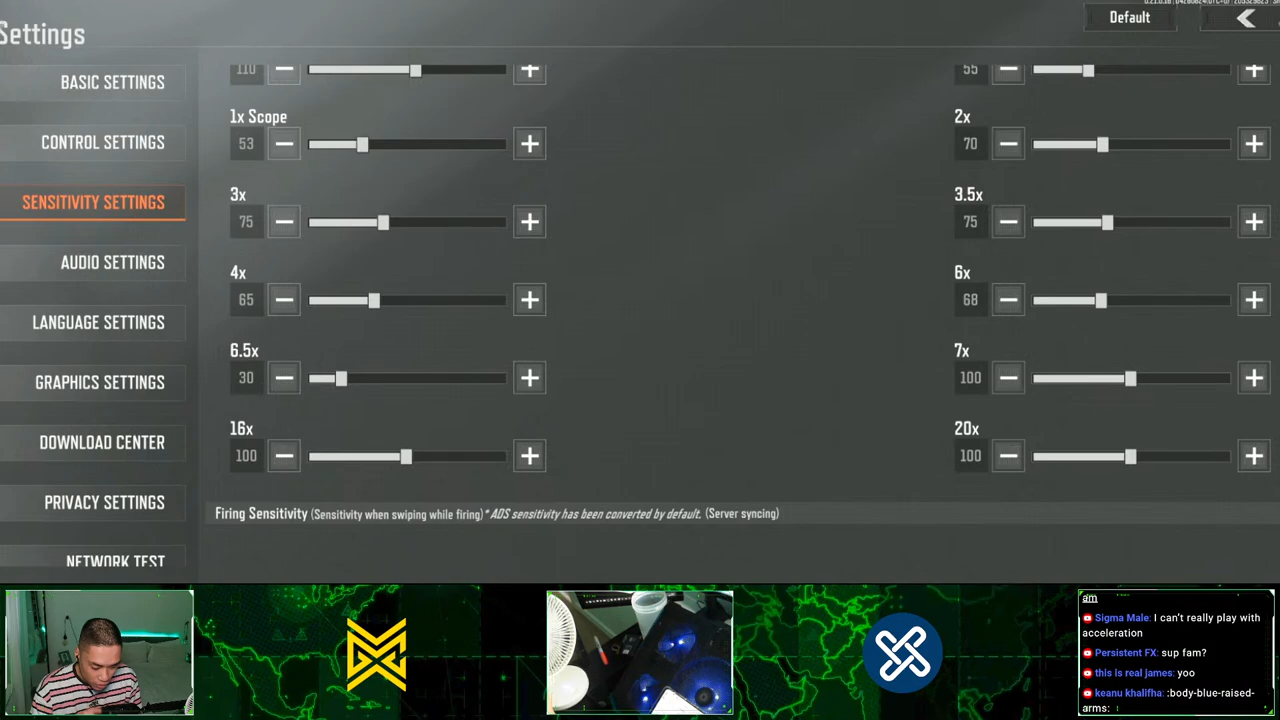 Settings
Default
BASIC SETTINGS
CONTROL SETTINGS
SENSITIVITY SETTINGS
AUDIO SETTINGS
LANGUAGE SETTINGS
GRAPHICS SETTINGS
DOWNLOAD CENTER
PRIVACY SETTINGS
NETWORK TEST
110
55
1x Scope
2x
53
70
3x
3.5x
75
75
4x
6x
65
68
6.5x
7x
30
100
16x
20x
100
100
Firing Sensitivity (Sensitivity when swiping while firing)* ADS sensitivity has been converted by default. (Server syncing)
am
Sigma Male: I can't really play with
acceleration
Persistent FX: sup fam?
this is real james: yoo
keanu khalifha: :body-blue-raised-
arms: